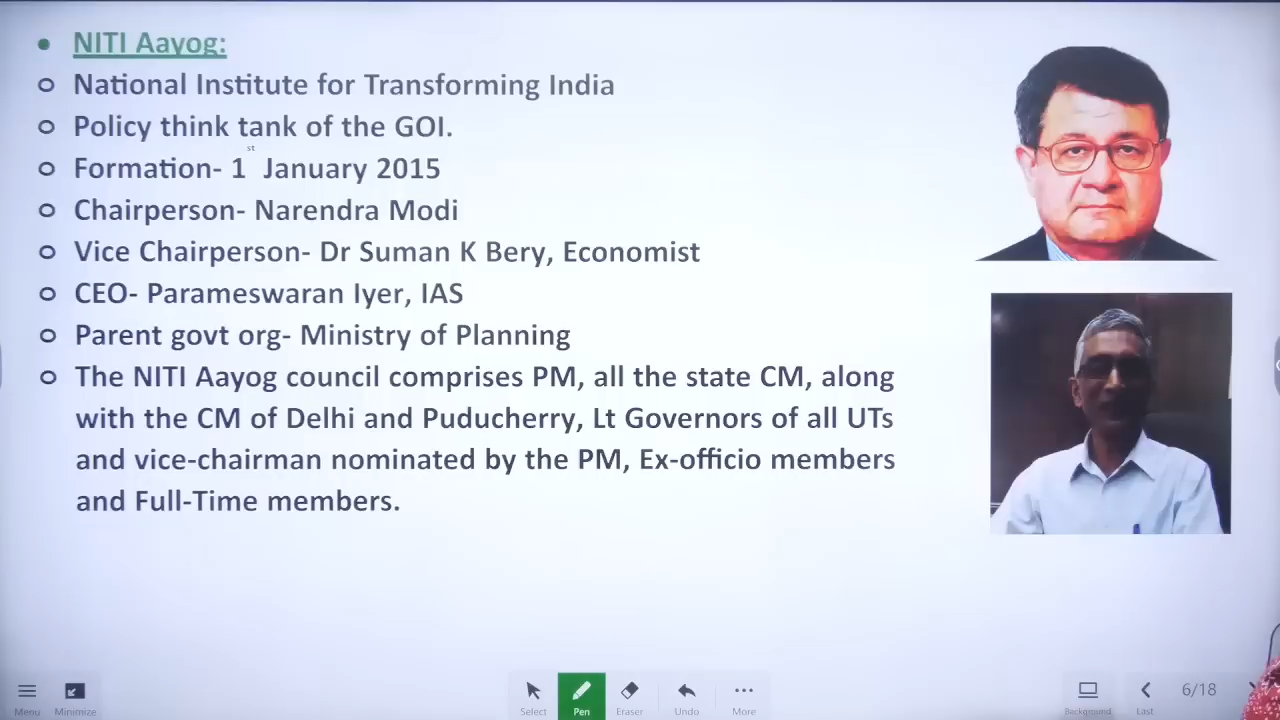 NITI Aayog:
National Institute for Transforming India
Policy think tank of the GOI.
Formation- 1st January 2015
Chairperson- Narendra Modi
Vice Chairperson- Dr Suman K Bery, Economist
CEO- Parameswaran Iyer, IAS
Parent govt org- Ministry of Planning
The NITI Aayog council comprises PM, all the state CM, along
with the CM of Delhi and Puducherry, Lt Governors of all UTs
and vice-chairman nominated by the PM, Ex-officio members
and Full-Time members.
Menu
Minimize
Select
Pen
Eraser
Undo
More
Background
Last
6/18